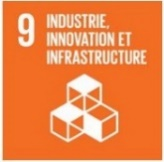 9 INDUSTRIE,
INNOVATION ET
INFRASTRUCTURE